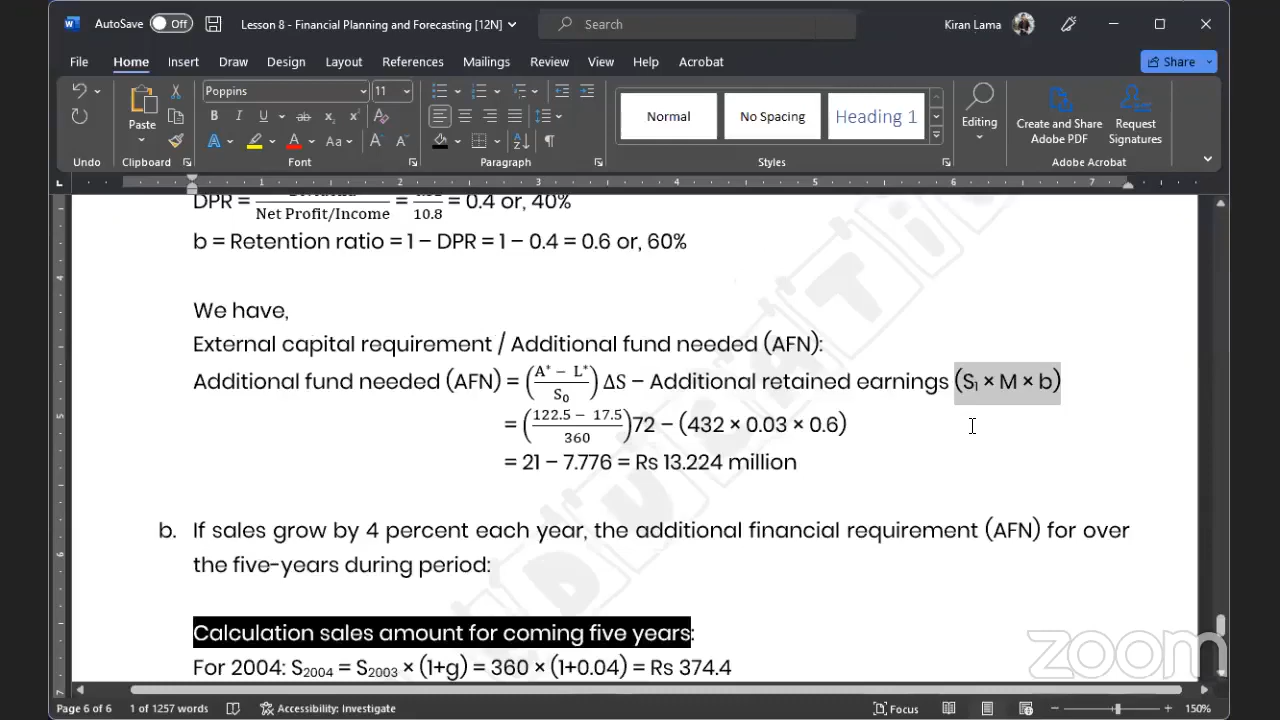 AutoSave Off Lesson 8 - Financial Planning and Forecasting [12N] Search Kiran Lama
File Home Insert Draw Design Layout References Mailings Review View Help Acrobat Share
Poppins 11
Paste
Normal No Spacing Heading 1
Editing
Create and Share Adobe PDF
Request Signatures
Undo Clipboard Font Paragraph Styles Adobe Acrobat
1 2 3 4 5 6 7
DPR = / Net Profit/Income = / 10.8 = 0.4 or, 40%
b = Retention ratio = 1 – DPR = 1 – 0.4 = 0.6 or, 60%
We have,
External capital requirement / Additional fund needed (AFN):
Additional fund needed (AFN) = ((A* − L*)/S₀) ΔS – Additional retained earnings (S₁ × M × b)
= ((122.5 − 17.5)/360)72 – (432 × 0.03 × 0.6)
= 21 – 7.776 = Rs 13.224 million
b. If sales grow by 4 percent each year, the additional financial requirement (AFN) for over
the five-years during period:
Calculation sales amount for coming five years:
For 2004: S₂₀₀₄ = S₂₀₀₃ × (1+g) = 360 × (1+0.04) = Rs 374.4
zoom
Page 6 of 6 1 of 1257 words Accessibility: Investigate Focus 150%